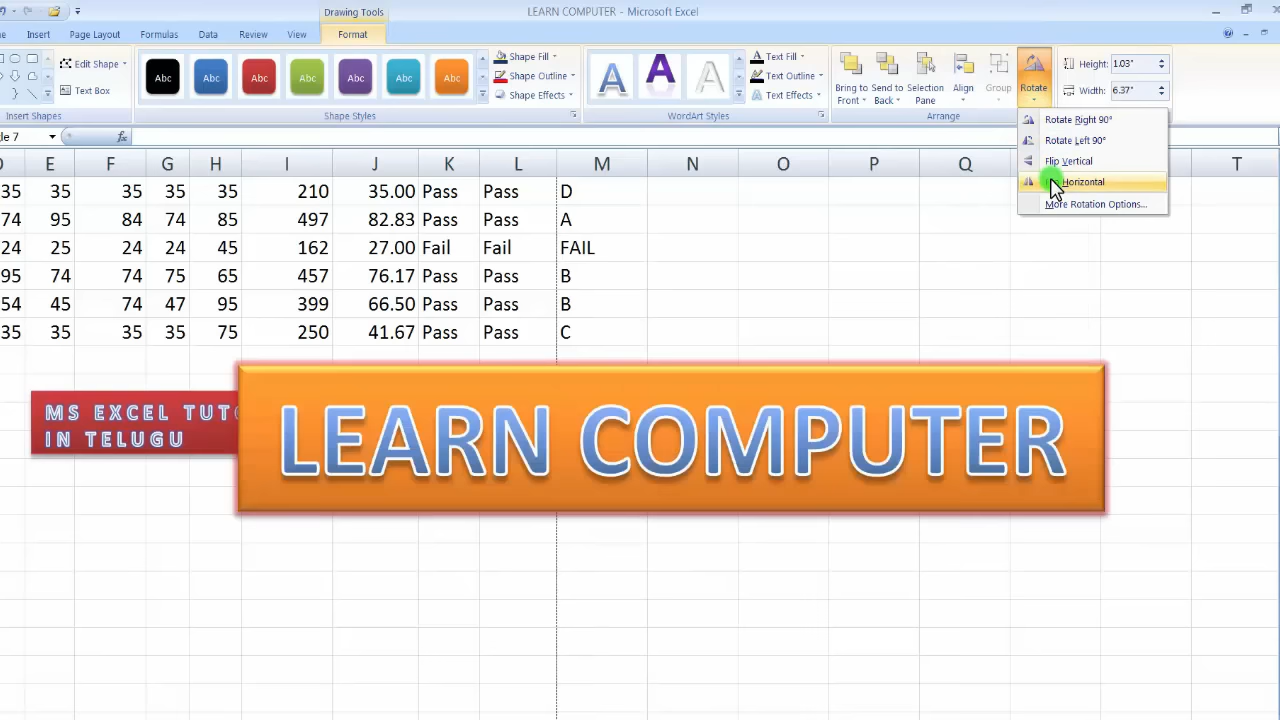 Drawing Tools
LEARN COMPUTER - Microsoft Excel
Insert Page Layout Formulas Data Review View Format
Edit Shape
Text Box
Insert Shapes
Abc Abc Abc Abc Abc Abc Abc
Shape Fill
Shape Outline
Shape Effects
Shape Styles
A A A
Text Fill
Text Outline
Text Effects
WordArt Styles
Bring to Front
Send to Back
Selection Pane
Align
Group
Rotate
Arrange
Height: 1.03"
Width: 6.37"
Rotate Right 90°
Rotate Left 90°
Flip Vertical
Horizontal
More Rotation Options...
gle 7 fx
D E F G H I J K L M N O P Q T
35 35 35 35 35 210 35.00 Pass Pass D
74 95 84 74 85 497 82.83 Pass Pass A
24 25 24 24 45 162 27.00 Fail Fail FAIL
95 74 74 75 65 457 76.17 Pass Pass B
54 45 74 47 95 399 66.50 Pass Pass B
35 35 35 35 75 250 41.67 Pass Pass C
MS EXCEL TUTO
IN TELUGU
LEARN COMPUTER